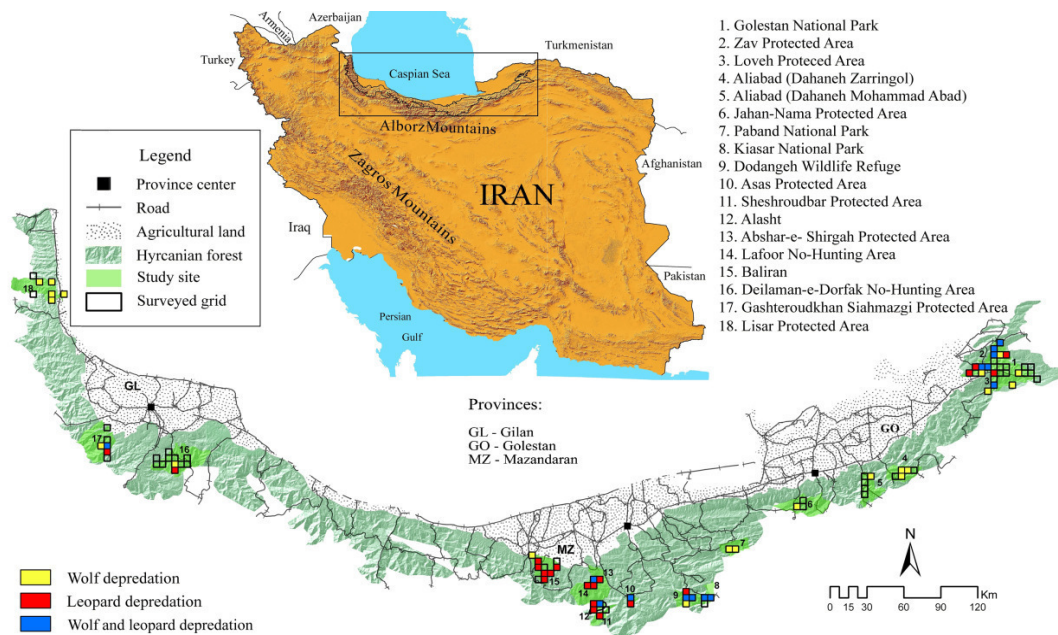 Armenia
Azerbaijan
Turkey
Caspian Sea
Turkmenistan
Alborz Mountains
Zagros Mountains
IRAN
Afghanistan
Iraq
Pakistan
Persian
Gulf
1. Golestan National Park
2. Zav Protected Area
3. Loveh Proteced Area
4. Aliabad (Dahaneh Zarringol)
5. Aliabad (Dahaneh Mohammad Abad)
6. Jahan-Nama Protected Area
7. Paband National Park
8. Kiasar National Park
9. Dodangeh Wildlife Refuge
10. Asas Protected Area
11. Sheshroudbar Protected Area
12. Alasht
13. Abshar-e- Shirgah Protected Area
14. Lafoor No-Hunting Area
15. Baliran
16. Deilaman-e-Dorfak No-Hunting Area
17. Gashteroudkhan Siahmazgi Protected Area
18. Lisar Protected Area
Legend
Province center
Road
Agricultural land
Hyrcanian forest
Study site
Surveyed grid
18
GL
17
16
Provinces:
GL - Gilan
GO - Golestan
MZ - Mazandaran
2
1
3
GO
4
5
6
7
MZ
15
13
14
12
11
10
9
8
Wolf depredation
Leopard depredation
Wolf and leopard depredation
N
0 15 30 60 90 120
Km